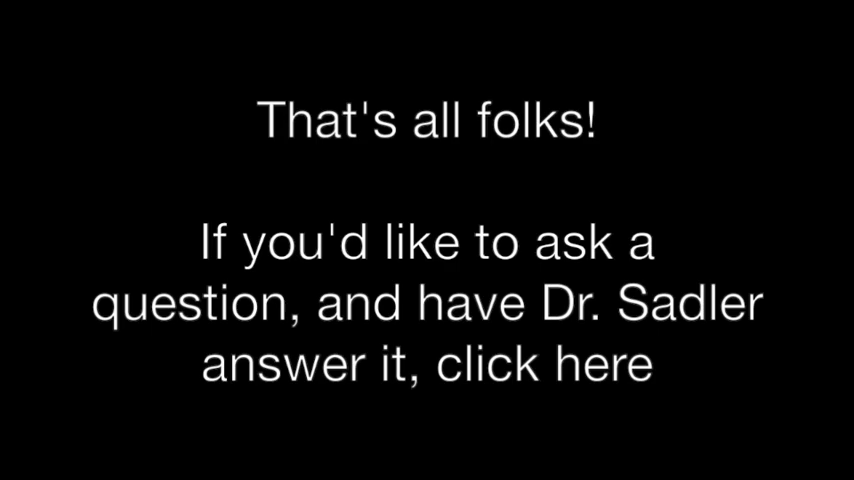 That's all folks!
If you'd like to ask a
question, and have Dr. Sadler
answer it, click here